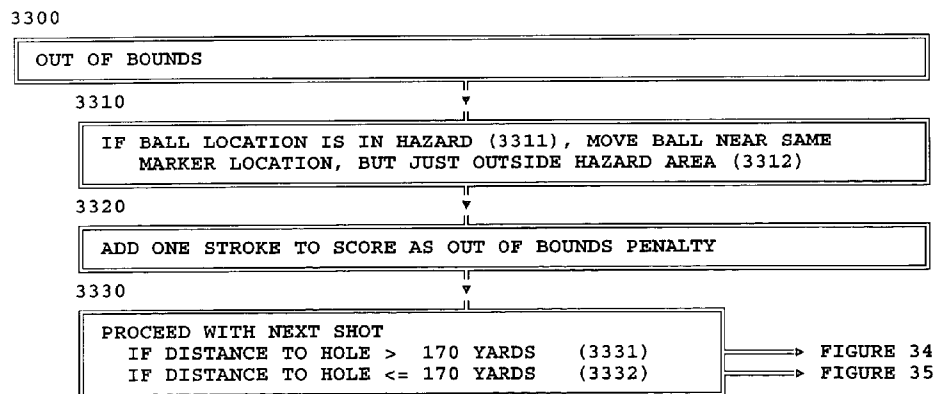 3300
OUT OF BOUNDS
3310
IF BALL LOCATION IS IN HAZARD (3311), MOVE BALL NEAR SAME
MARKER LOCATION, BUT JUST OUTSIDE HAZARD AREA (3312)
3320
ADD ONE STROKE TO SCORE AS OUT OF BOUNDS PENALTY
3330
PROCEED WITH NEXT SHOT
IF DISTANCE TO HOLE > 170 YARDS (3331) FIGURE 34
IF DISTANCE TO HOLE <= 170 YARDS (3332) FIGURE 35